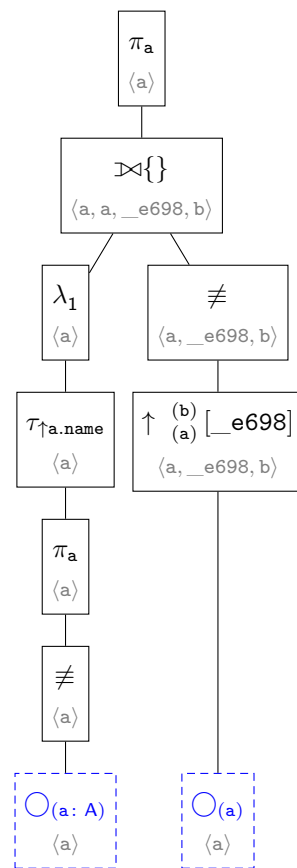 π_a
⟨a⟩
⟕{}
⟨a, a, __e698, b⟩
λ_1
⟨a⟩
≢
⟨a, __e698, b⟩
τ_↑a.name
⟨a⟩
↑ (b) (a) [__e698]
⟨a, __e698, b⟩
π_a
⟨a⟩
≢
⟨a⟩
○_(a: A)
⟨a⟩
○_(a)
⟨a⟩